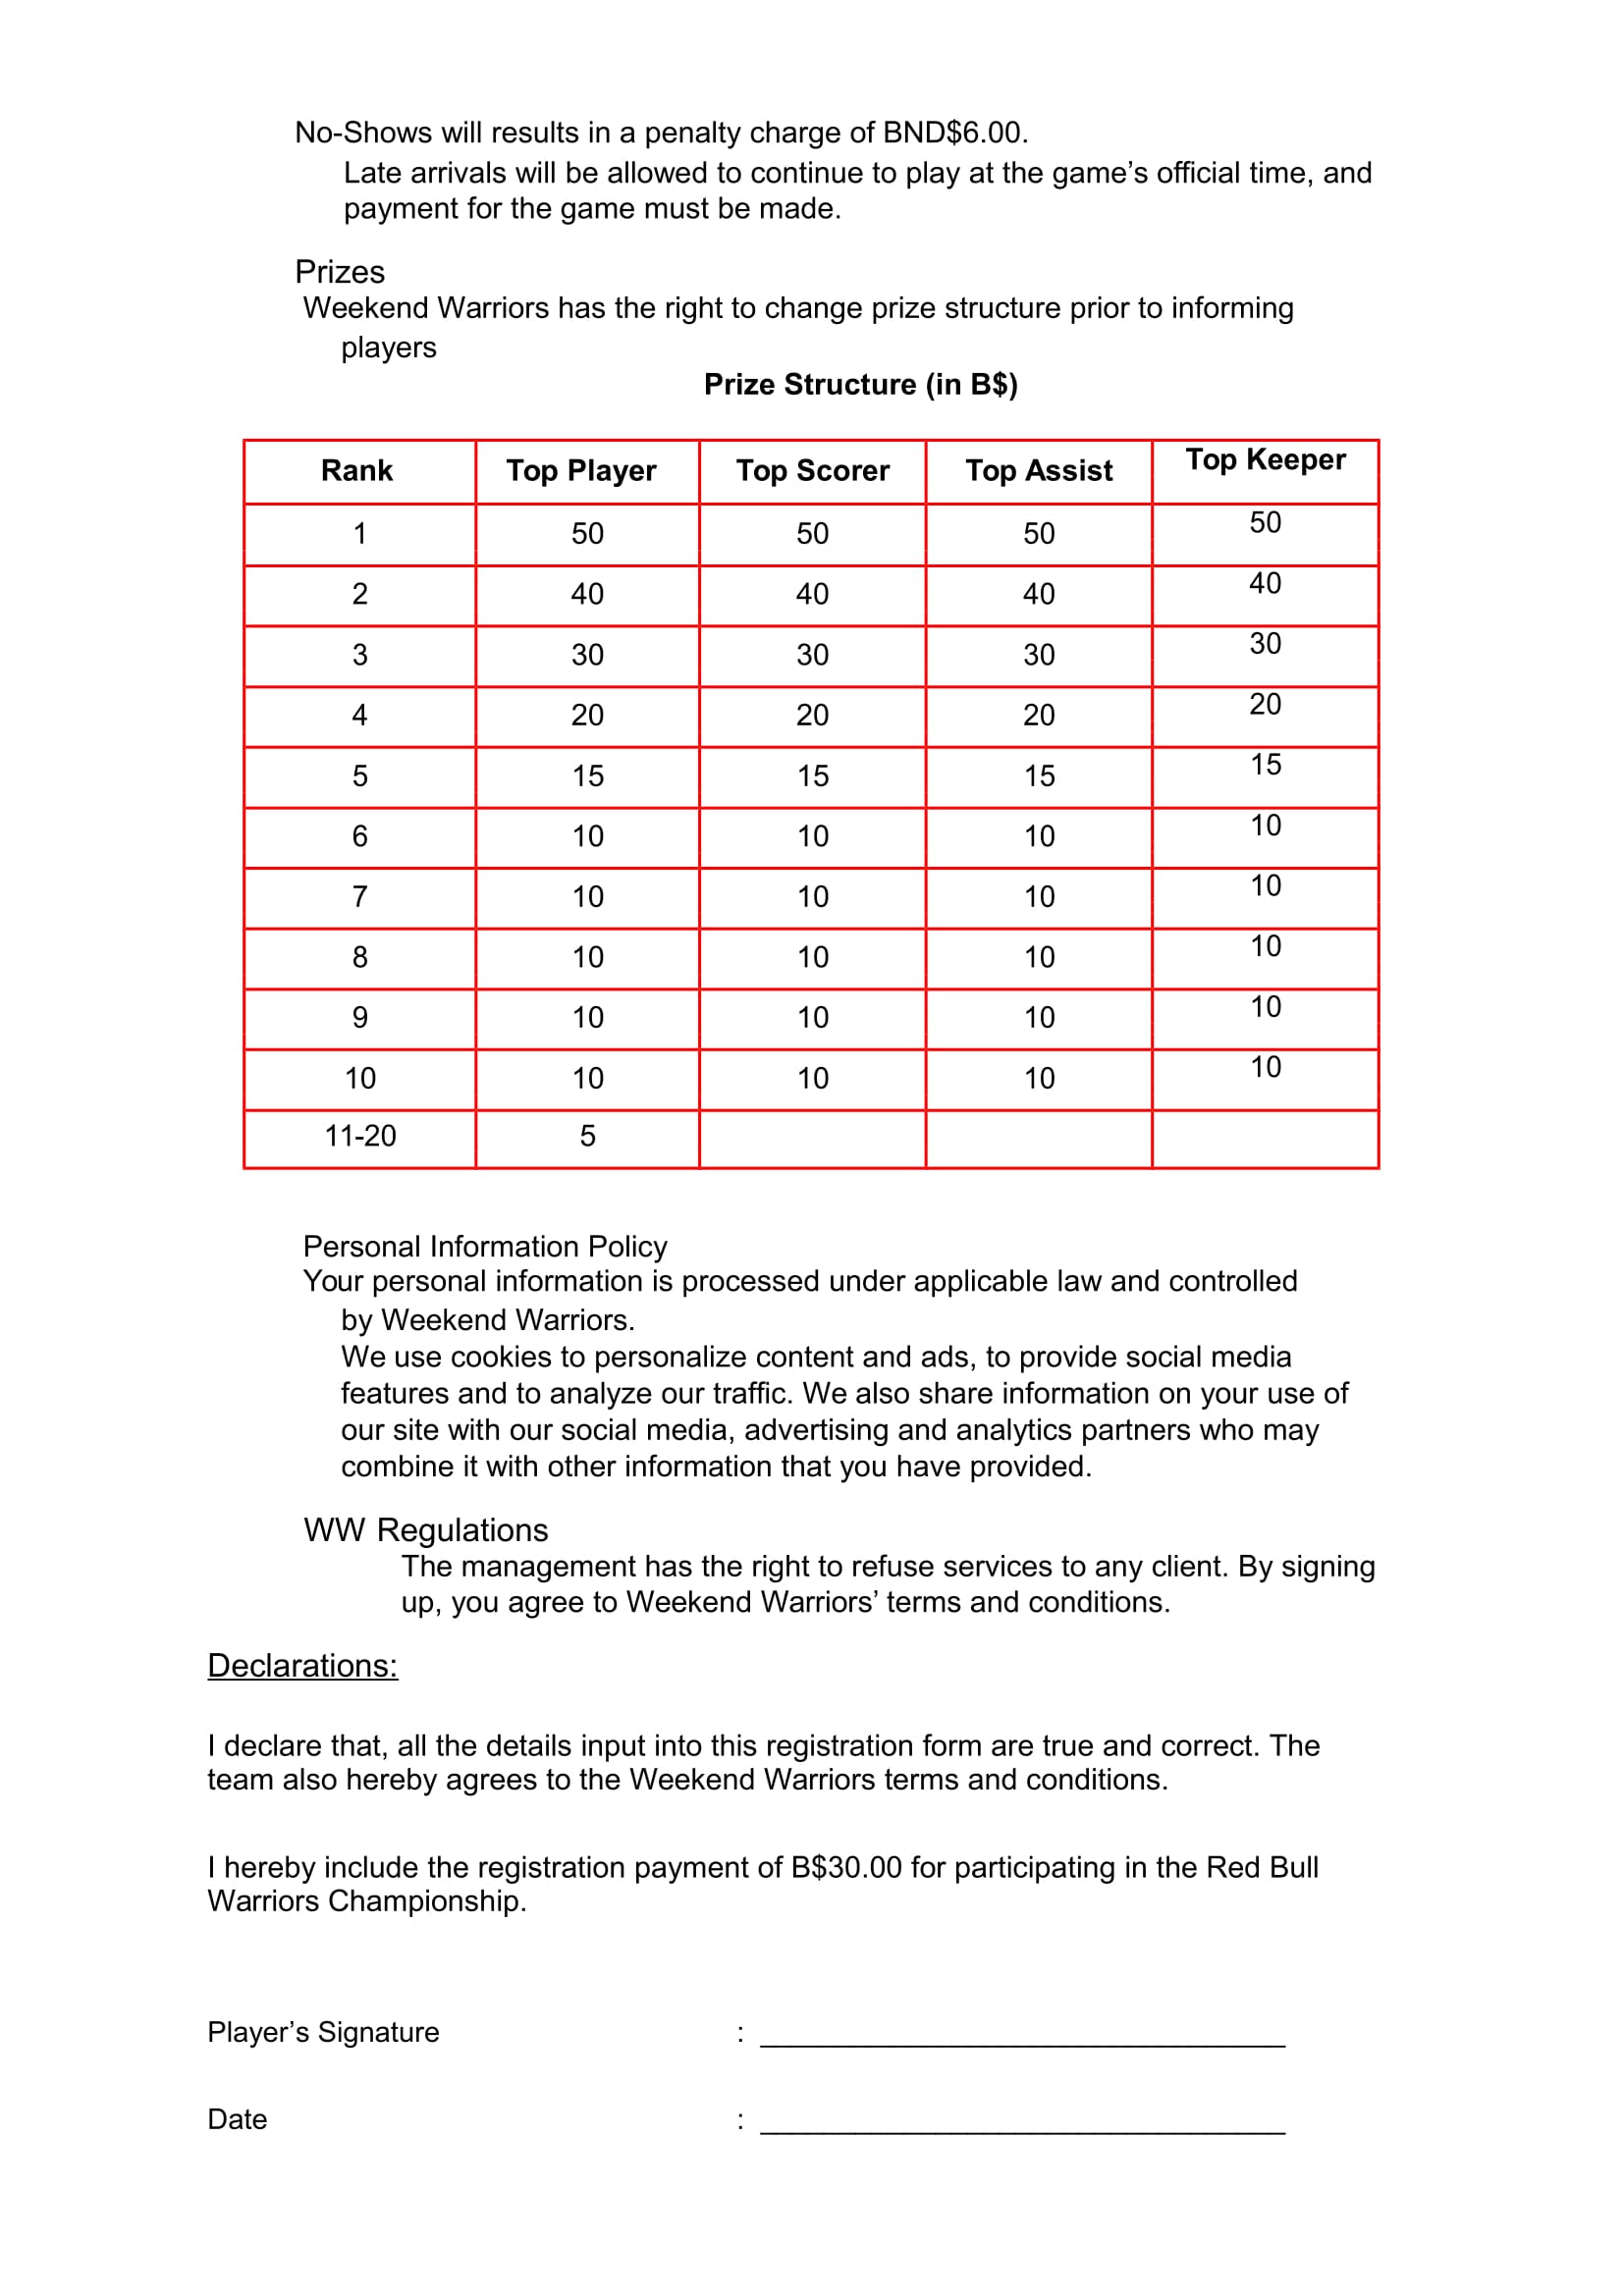 No-Shows will results in a penalty charge of BND$6.00.
Late arrivals will be allowed to continue to play at the game’s official time, and
payment for the game must be made.
Prizes
Weekend Warriors has the right to change prize structure prior to informing
players
Prize Structure (in B$)
Rank Top Player Top Scorer Top Assist Top Keeper
1 50 50 50 50
2 40 40 40 40
3 30 30 30 30
4 20 20 20 20
5 15 15 15 15
6 10 10 10 10
7 10 10 10 10
8 10 10 10 10
9 10 10 10 10
10 10 10 10 10
11-20 5
Personal Information Policy
Your personal information is processed under applicable law and controlled
by Weekend Warriors.
We use cookies to personalize content and ads, to provide social media
features and to analyze our traffic. We also share information on your use of
our site with our social media, advertising and analytics partners who may
combine it with other information that you have provided.
WW Regulations
The management has the right to refuse services to any client. By signing
up, you agree to Weekend Warriors’ terms and conditions.
Declarations:
I declare that, all the details input into this registration form are true and correct. The
team also hereby agrees to the Weekend Warriors terms and conditions.
I hereby include the registration payment of B$30.00 for participating in the Red Bull
Warriors Championship.
Player’s Signature : ________________________________
Date : ________________________________